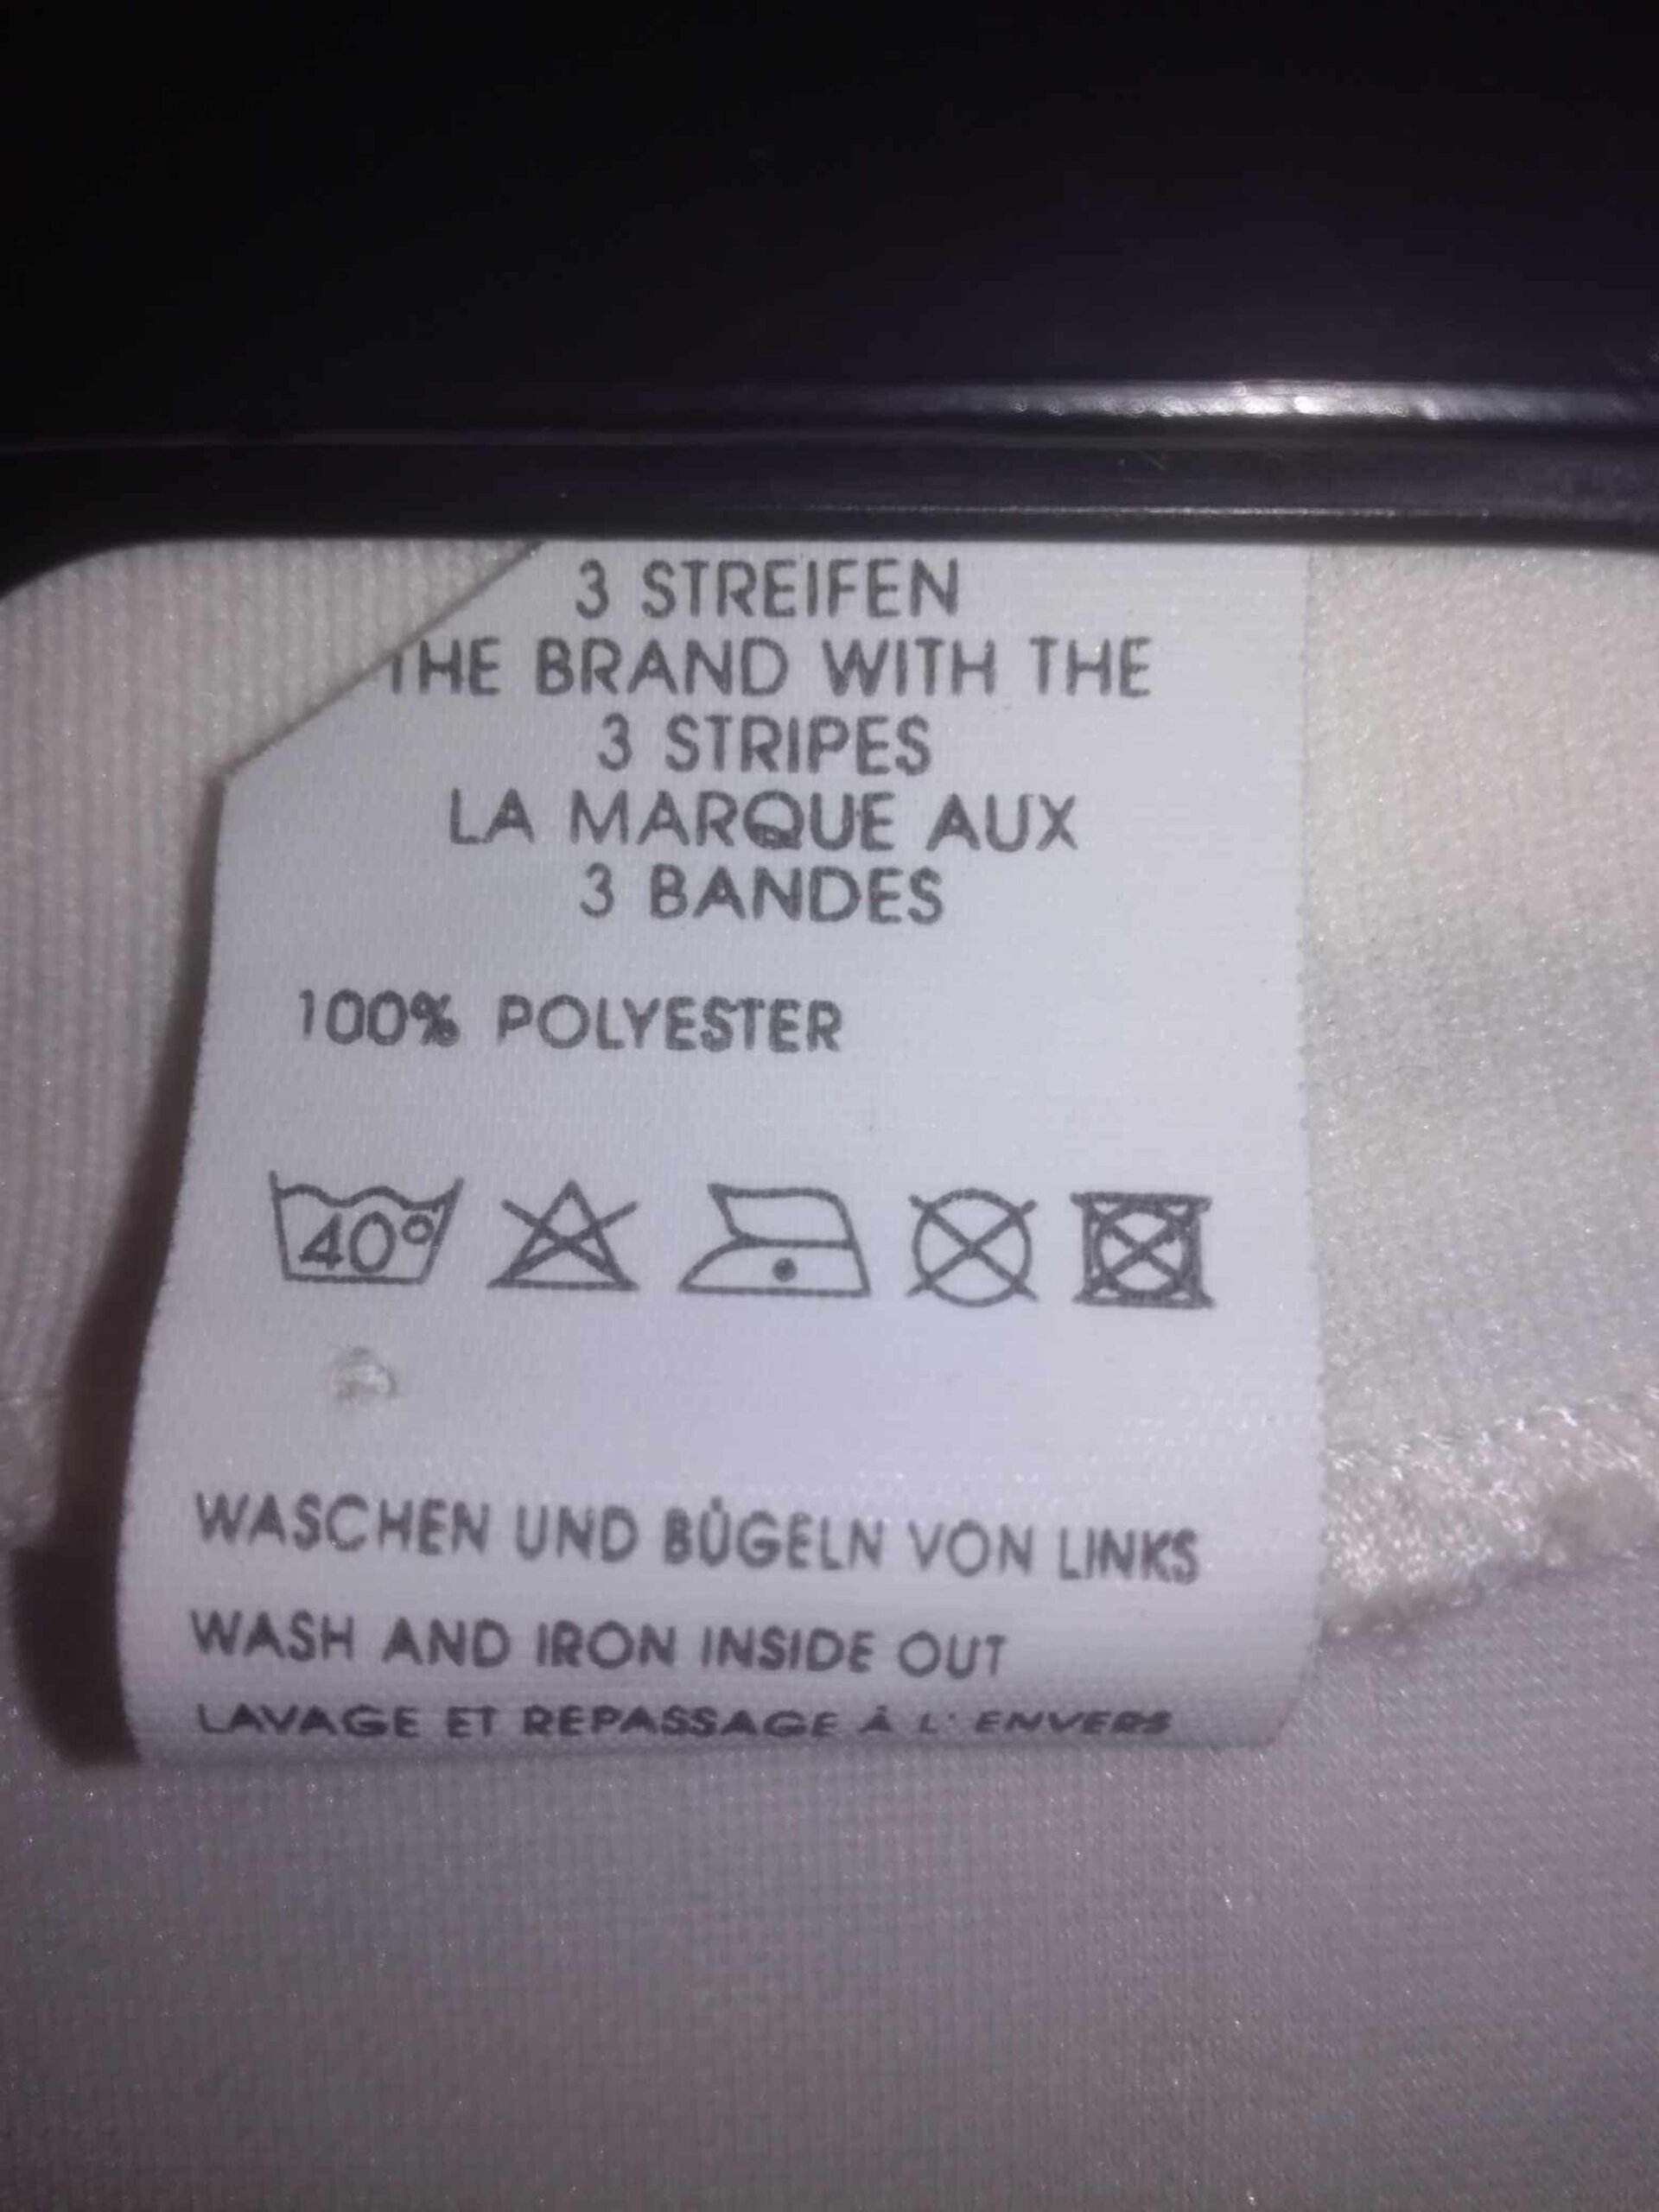 3 STREIFEN
THE BRAND WITH THE
3 STRIPES
LA MARQUE AUX
3 BANDES
100% POLYESTER
40°
WASCHEN UND BÜGELN VON LINKS
WASH AND IRON INSIDE OUT
LAVAGE ET REPASSAGE À L' ENVERS